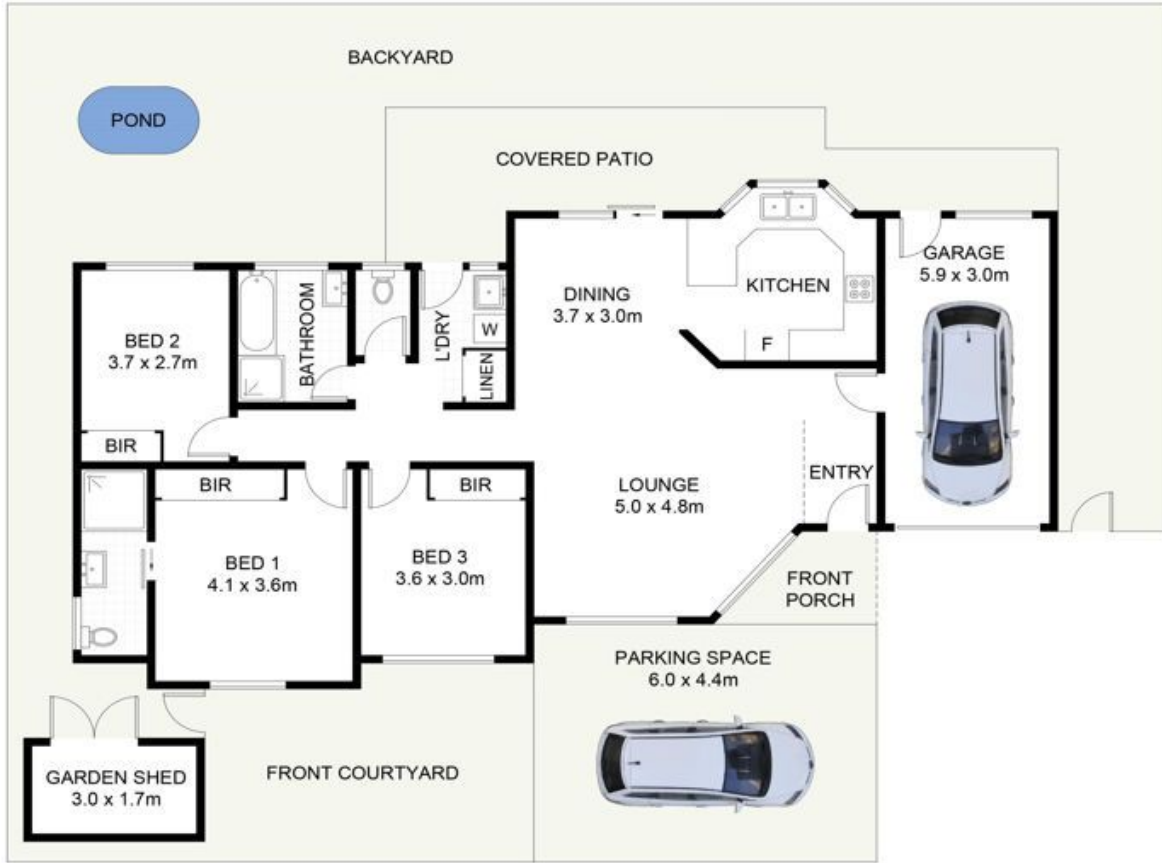 BACKYARD
POND
COVERED PATIO
GARAGE
5.9 x 3.0m
KITCHEN
DINING
3.7 x 3.0m
BATHROOM
L'DRY
W
LINEN
F
BED 2
3.7 x 2.7m
BIR
BIR
BIR
ENTRY
LOUNGE
5.0 x 4.8m
BED 1
4.1 x 3.6m
BED 3
3.6 x 3.0m
FRONT
PORCH
PARKING SPACE
6.0 x 4.4m
GARDEN SHED
3.0 x 1.7m
FRONT COURTYARD